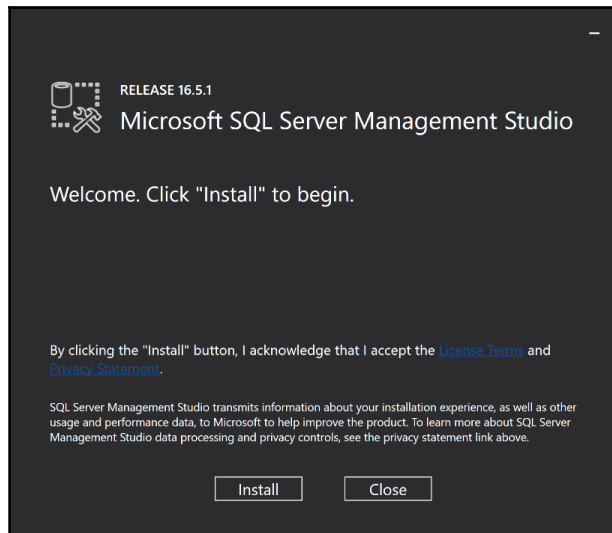 RELEASE 16.5.1
Microsoft SQL Server Management Studio
Welcome. Click "Install" to begin.
By clicking the "Install" button, I acknowledge that I accept the License Terms and
Privacy Statement.
SQL Server Management Studio transmits information about your installation experience, as well as other
usage and performance data, to Microsoft to help improve the product. To learn more about SQL Server
Management Studio data processing and privacy controls, see the privacy statement link above.
Install
Close